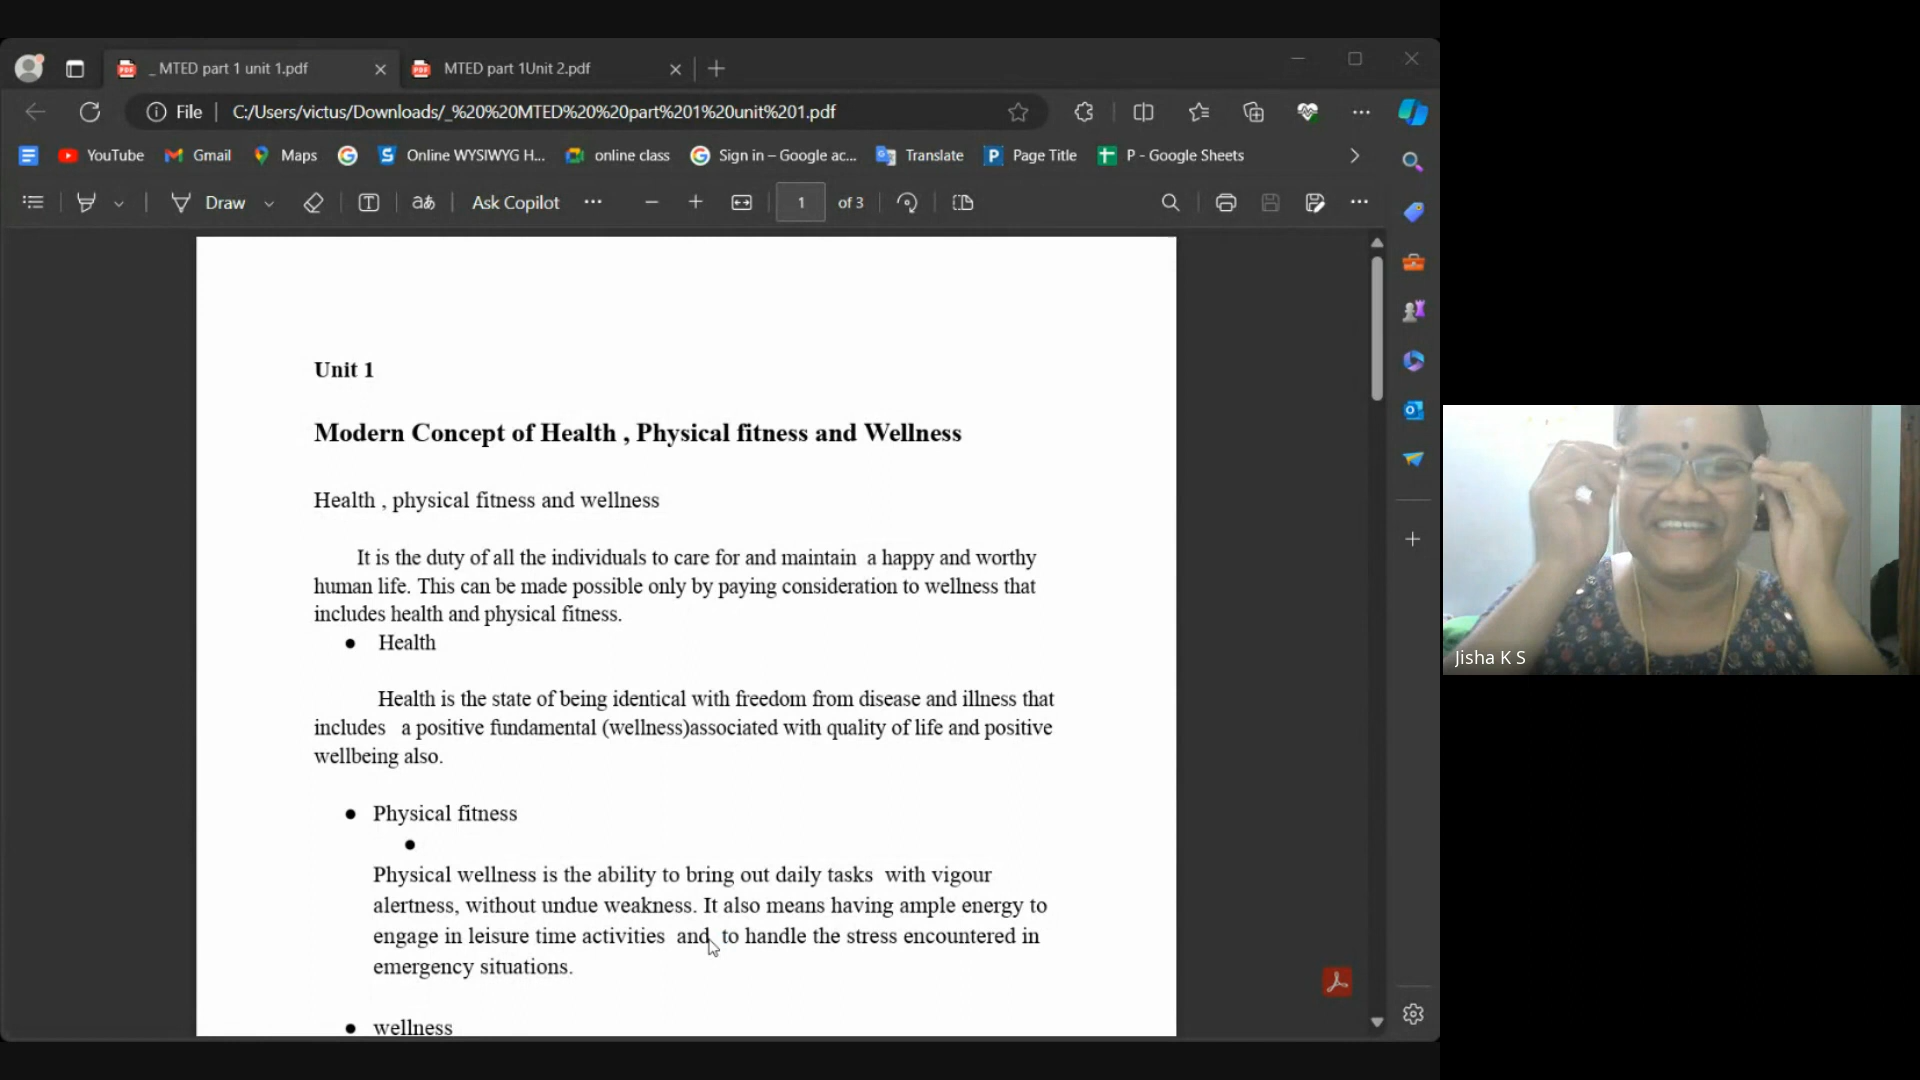 _ MTED part 1 unit 1.pdf
MTED part 1Unit 2.pdf
File
C:/Users/victus/Downloads/_%20%20MTED%20%20part%201%20unit%201.pdf
YouTube
Gmail
Maps
Online WYSIWYG H...
online class
Sign in – Google ac...
Translate
Page Title
P - Google Sheets
Draw
Ask Copilot
1
of 3
Unit 1
Modern Concept of Health , Physical fitness and Wellness
Health , physical fitness and wellness
It is the duty of all the individuals to care for and maintain a happy and worthy
human life. This can be made possible only by paying consideration to wellness that
includes health and physical fitness.
● Health
Health is the state of being identical with freedom from disease and illness that
includes a positive fundamental (wellness)associated with quality of life and positive
wellbeing also.
● Physical fitness
●
Physical wellness is the ability to bring out daily tasks with vigour
alertness, without undue weakness. It also means having ample energy to
engage in leisure time activities and to handle the stress encountered in
emergency situations.
● wellness
Jisha K S